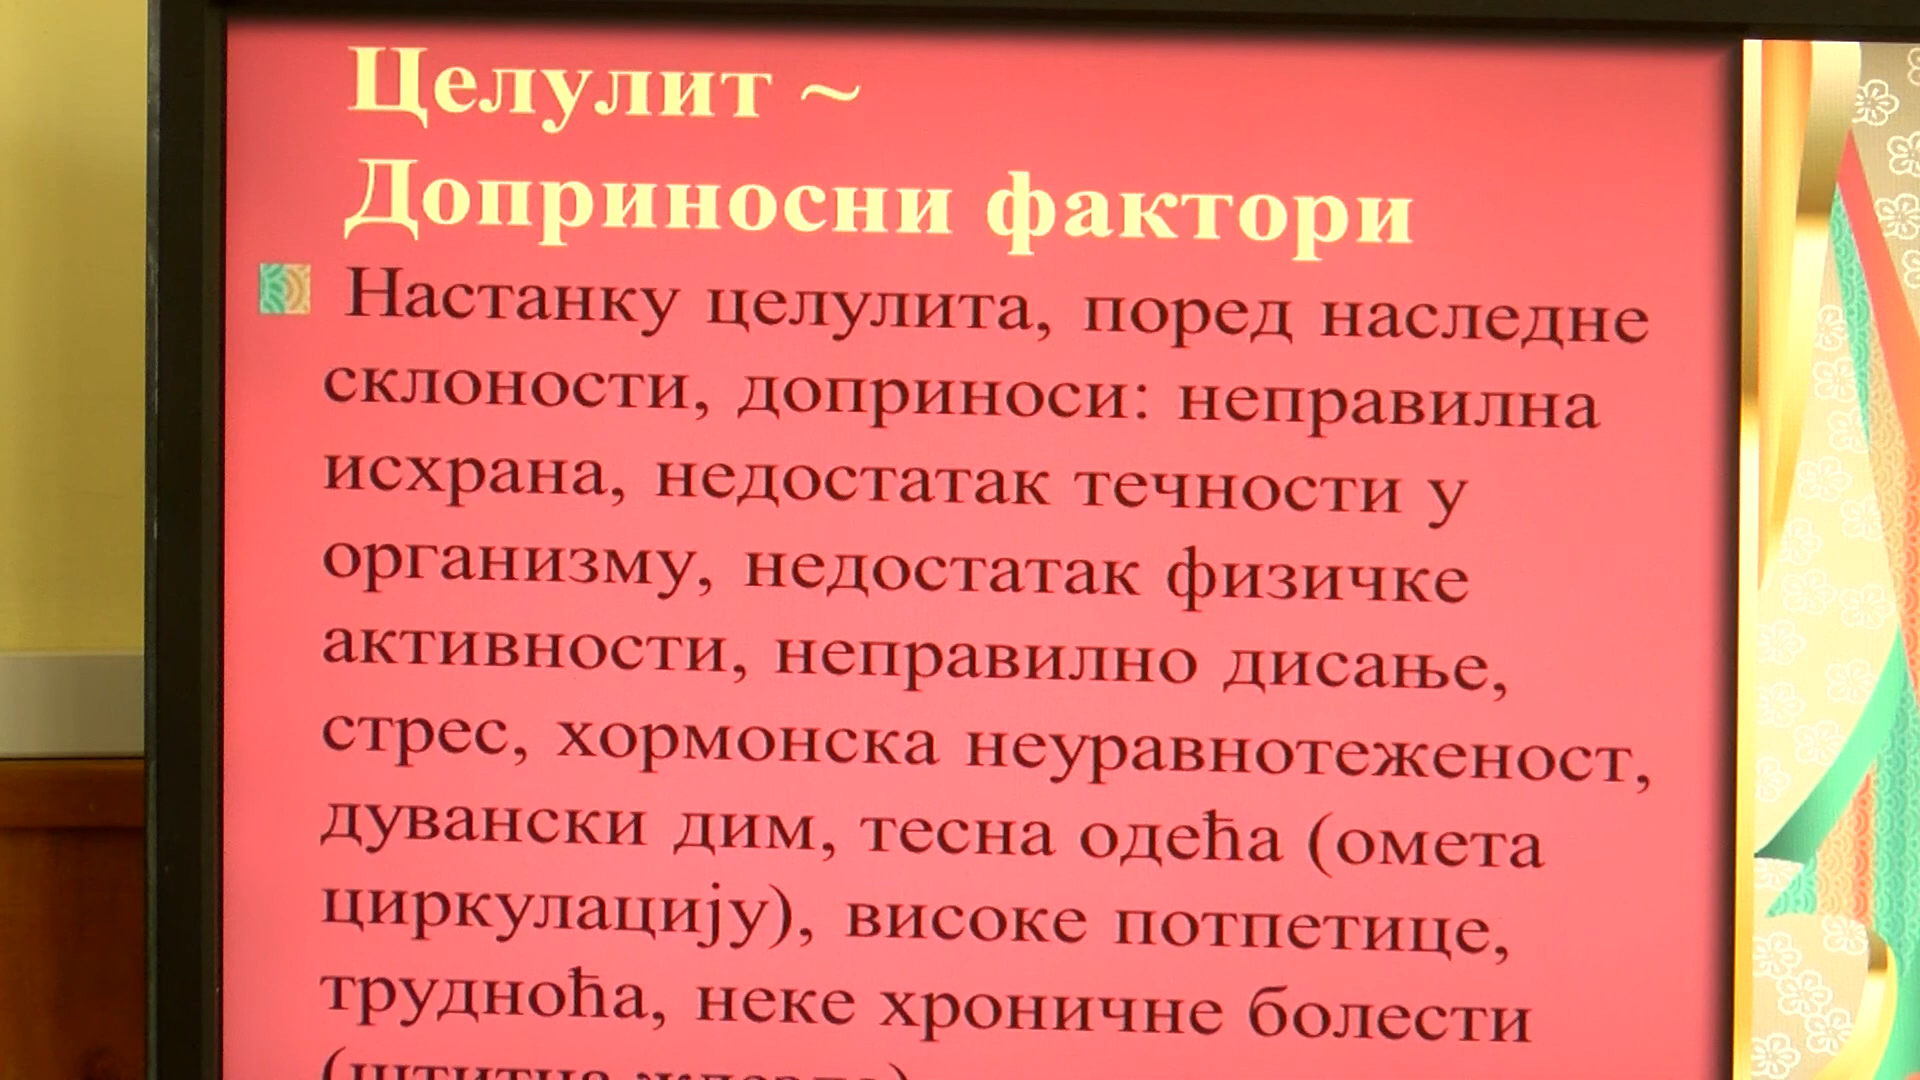 Целулит ~
Доприносни фактори
Настанку целулита, поред наследне
склоности, доприноси: неправилна
исхрана, недостатак течности у
организму, недостатак физичке
активности, неправилно дисање,
стрес, хормонска неуравнотеженост,
дувански дим, тесна одећа (омета
циркулацију), високе потпетице,
трудноћа, неке хроничне болести